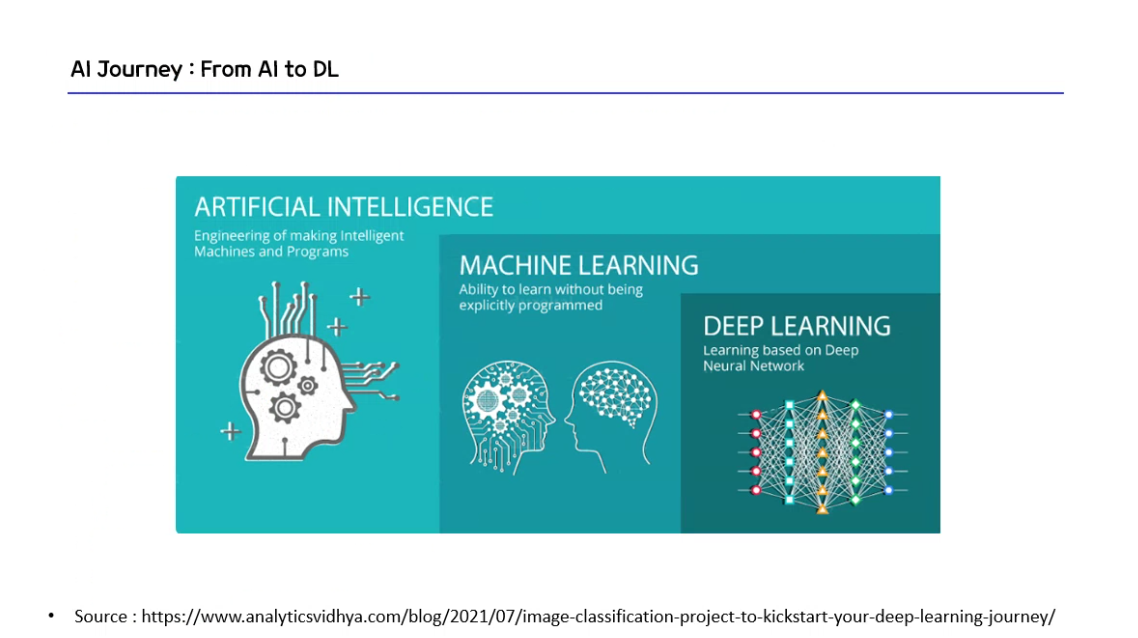 AI Journey : From AI to DL
ARTIFICIAL INTELLIGENCE
Engineering of making Intelligent
Machines and Programs
MACHINE LEARNING
Ability to learn without being
explicitly programmed
DEEP LEARNING
Learning based on Deep
Neural Network
• Source : https://www.analyticsvidhya.com/blog/2021/07/image-classification-project-to-kickstart-your-deep-learning-journey/